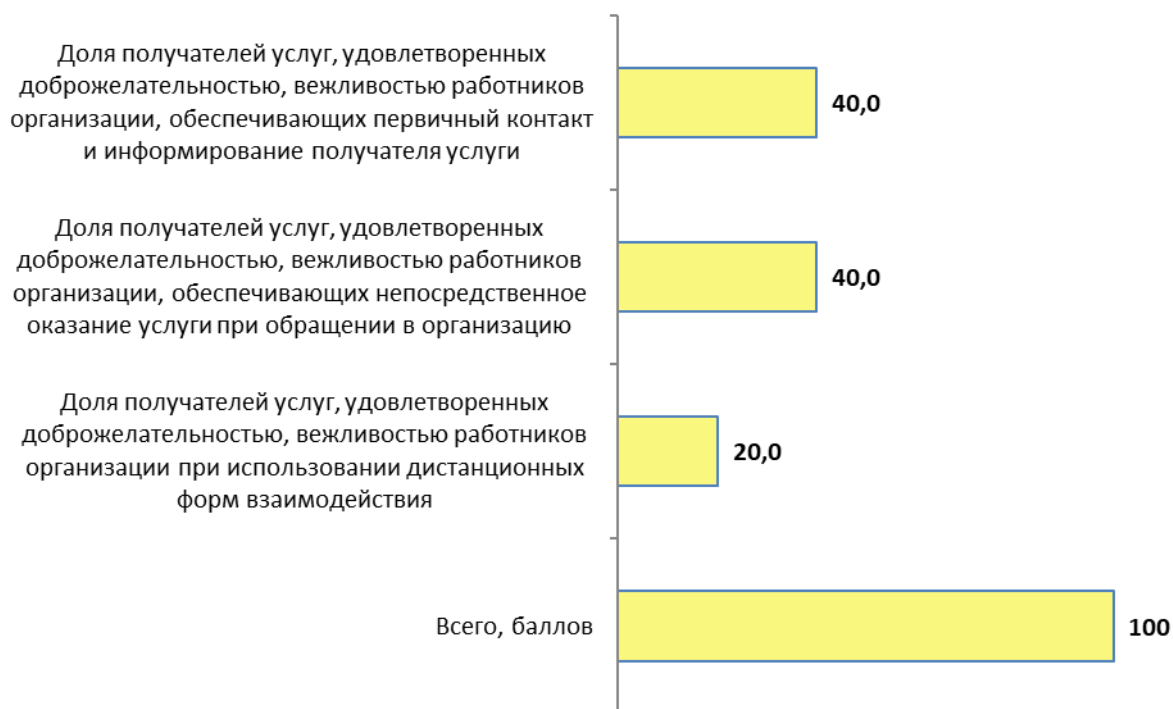 Доля получателей услуг, удовлетворенных
доброжелательностью, вежливостью работников
организации, обеспечивающих первичный контакт
и информирование получателя услуги
40,0
Доля получателей услуг, удовлетворенных
доброжелательностью, вежливостью работников
организации, обеспечивающих непосредственное
оказание услуги при обращении в организацию
40,0
Доля получателей услуг, удовлетворенных
доброжелательностью, вежливостью работников
организации при использовании дистанционных
форм взаимодействия
20,0
Всего, баллов
100